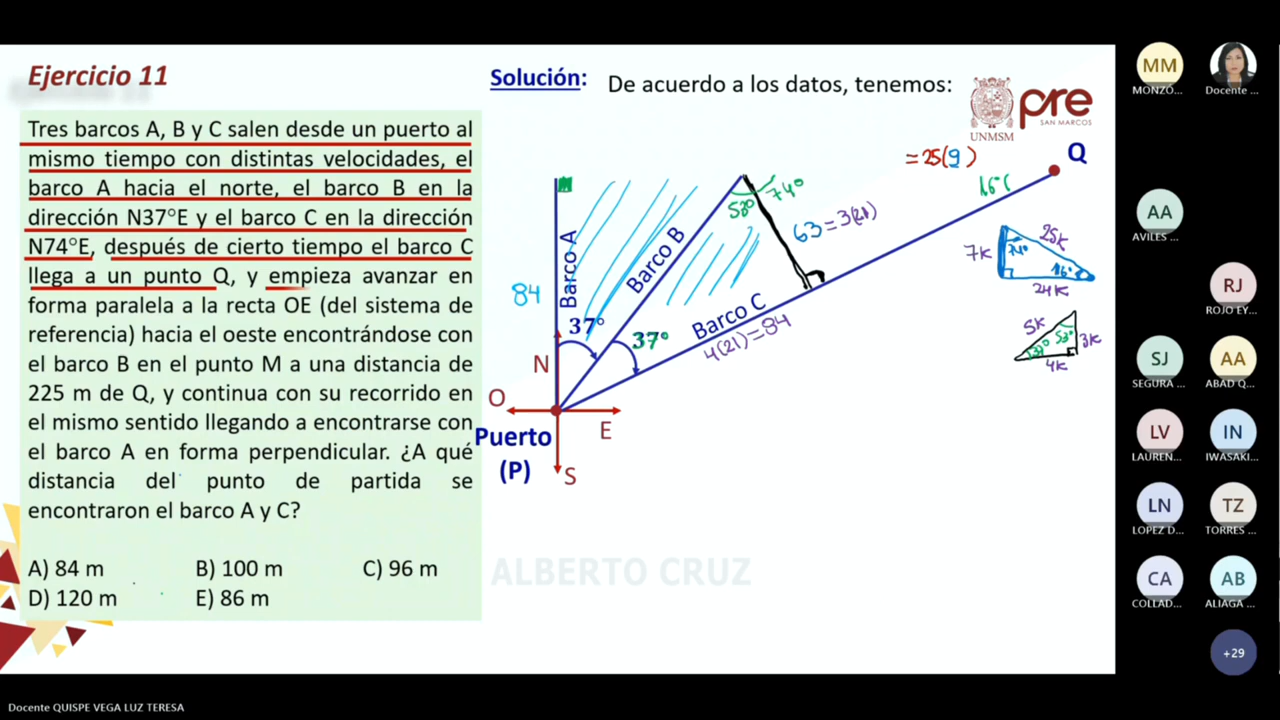 Ejercicio 11
Tres barcos A, B y C salen desde un puerto al
mismo tiempo con distintas velocidades, el
barco A hacia el norte, el barco B en la
dirección N37°E y el barco C en la dirección
N74°E, después de cierto tiempo el barco C
llega a un punto Q, y empieza avanzar en
forma paralela a la recta OE (del sistema de
referencia) hacia el oeste encontrándose con
el barco B en el punto M a una distancia de
225 m de Q, y continua con su recorrido en
el mismo sentido llegando a encontrarse con
el barco A en forma perpendicular. ¿A qué
distancia del punto de partida se
encontraron el barco A y C?
A) 84 m B) 100 m C) 96 m
D) 120 m E) 86 m
Solución: De acuerdo a los datos, tenemos:
UNMSM
pre
SAN MARCOS
= 25(9)
Q
53°
74°
16°
63 = 3(21)
84
Barco A
Barco B
Barco C
4(21) = 84
37°
37°
N
O
E
S
Puerto
(P)
7K
74°
25K
16°
24K
5K
53°
3K
37°
4K
ALBERTO CRUZ
MM
MONZO...
Docente ...
AA
AVILES ...
RJ
ROJO EY...
SJ
SEGURA ...
AA
ABAD Q...
LV
LAUREN...
IN
IWASAKI...
LN
LOPEZ D...
TZ
TORRES ...
CA
COLLAD...
AB
ALIAGA ...
+29
Docente QUISPE VEGA LUZ TERESA